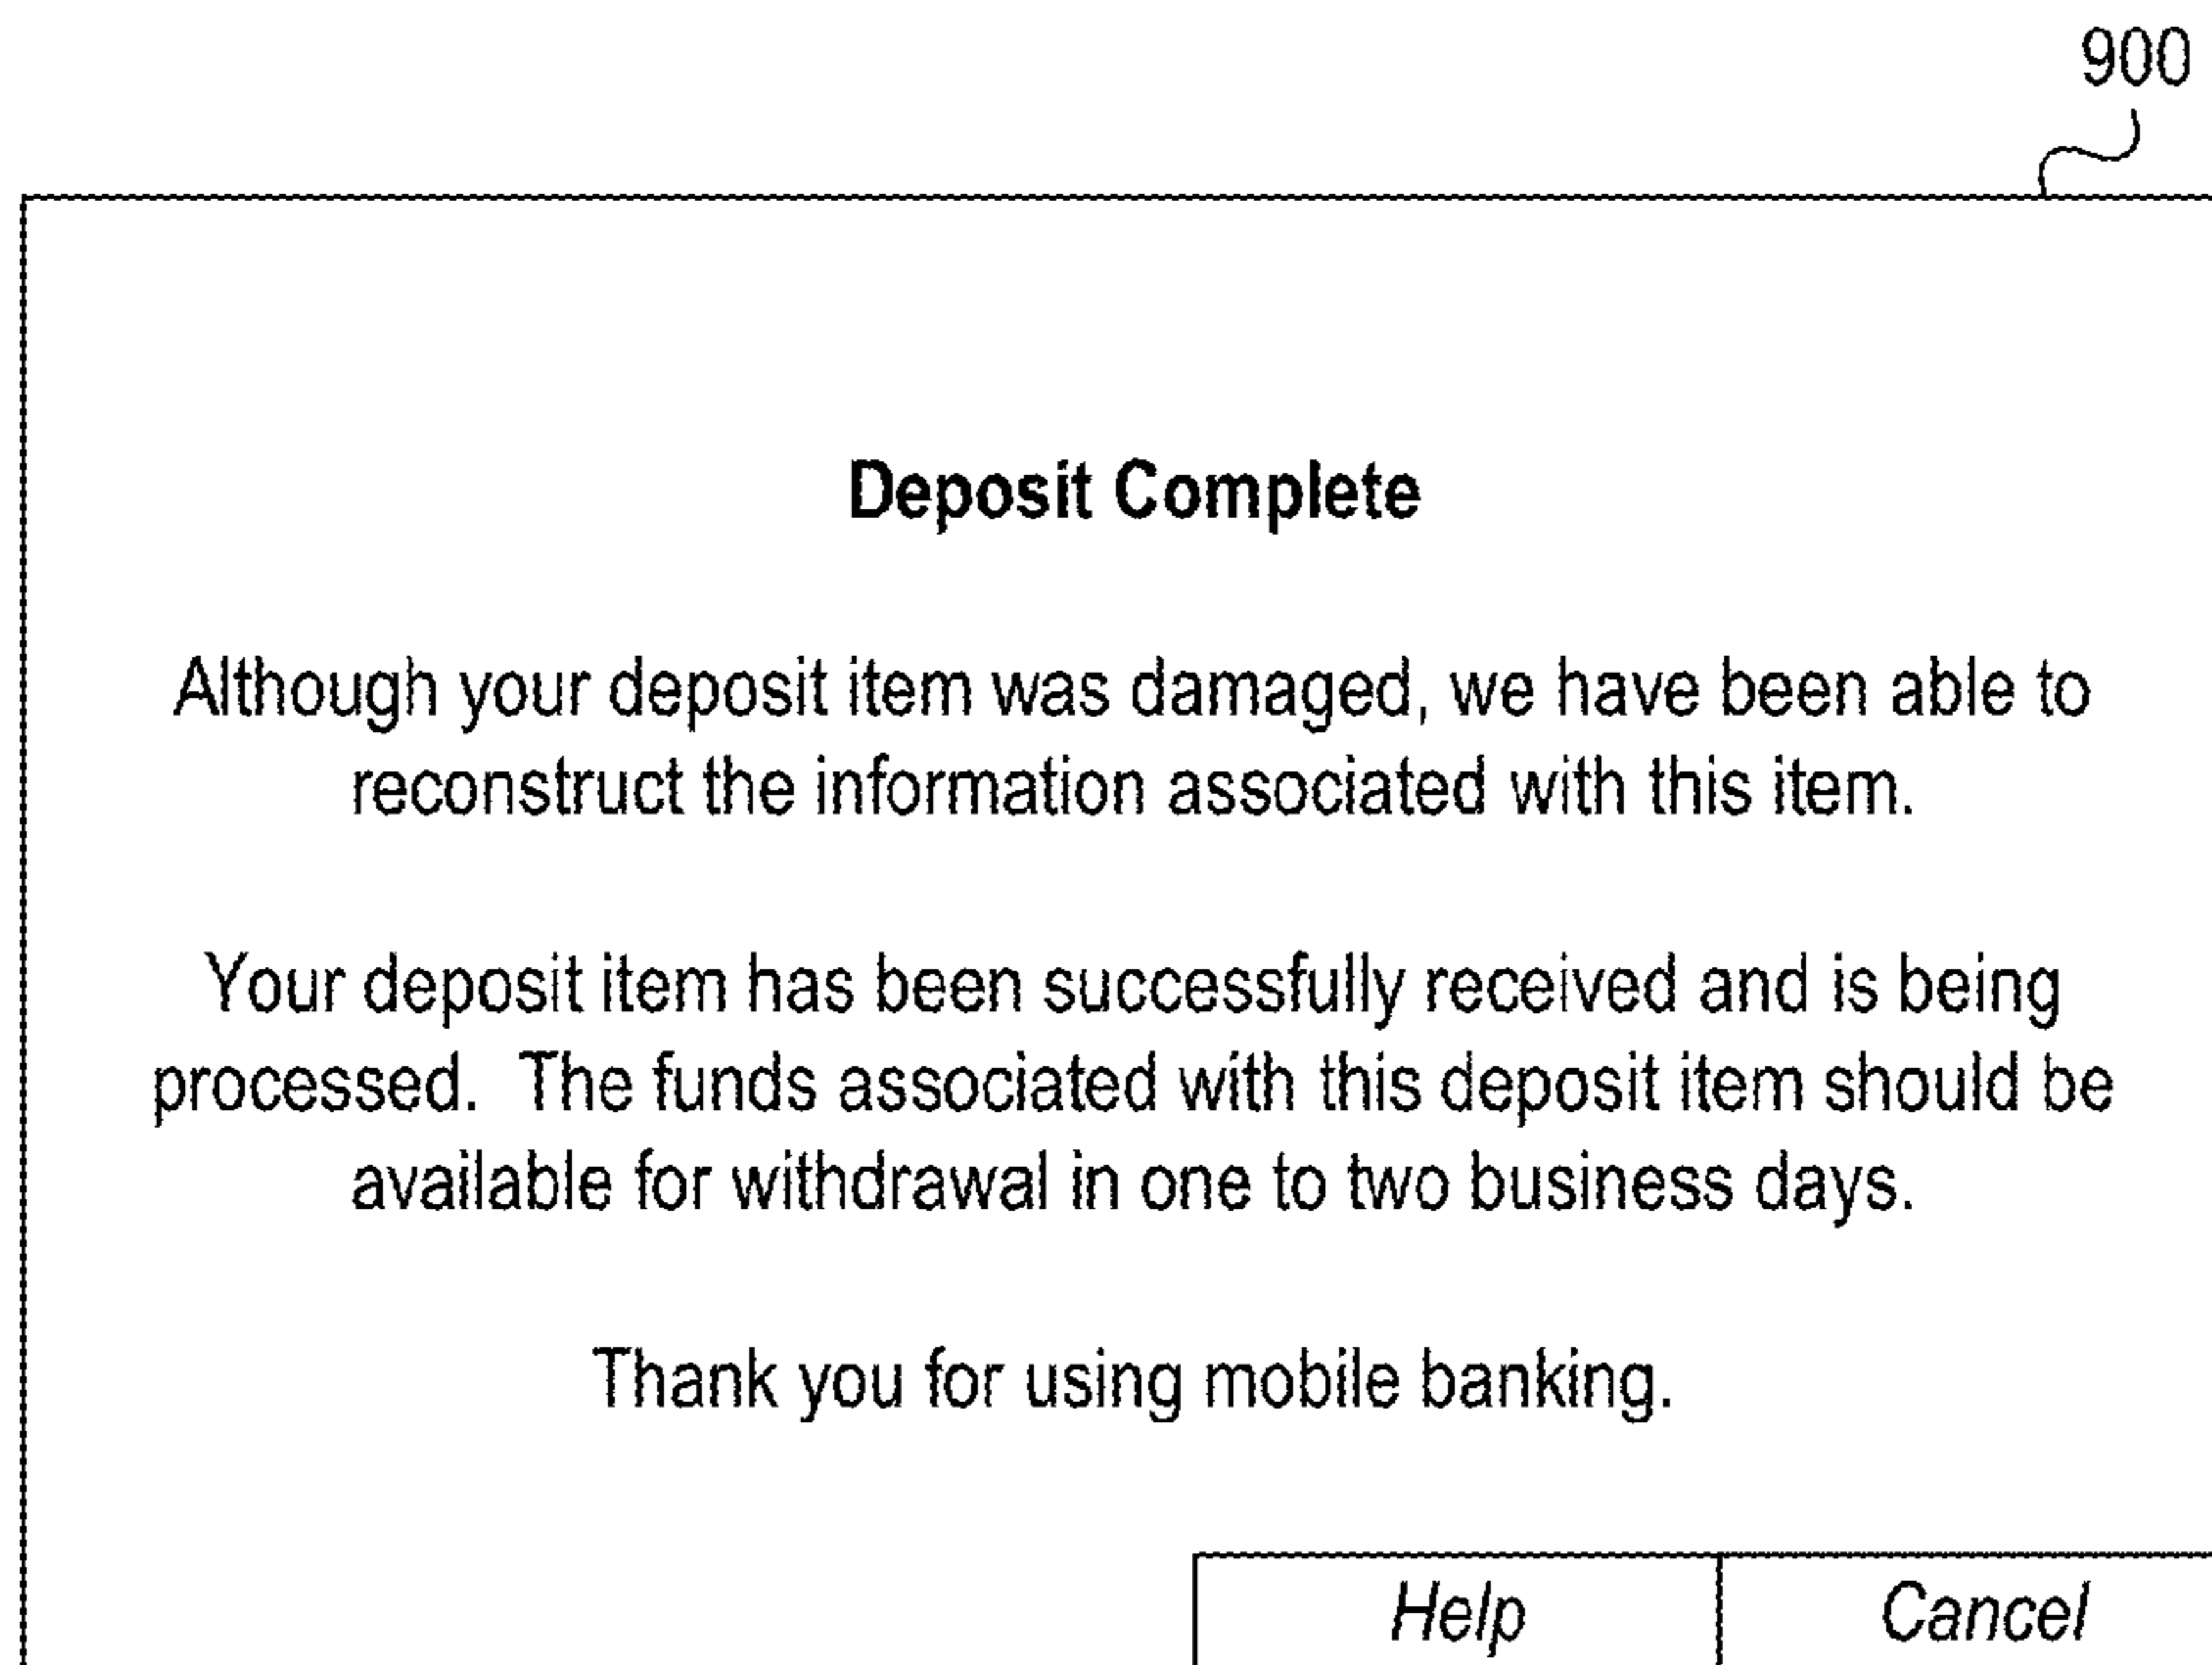 900
Deposit Complete
Although your deposit item was damaged, we have been able to
reconstruct the information associated with this item.
Your deposit item has been successfully received and is being
processed.  The funds associated with this deposit item should be
available for withdrawal in one to two business days.
Thank you for using mobile banking.
Help Cancel